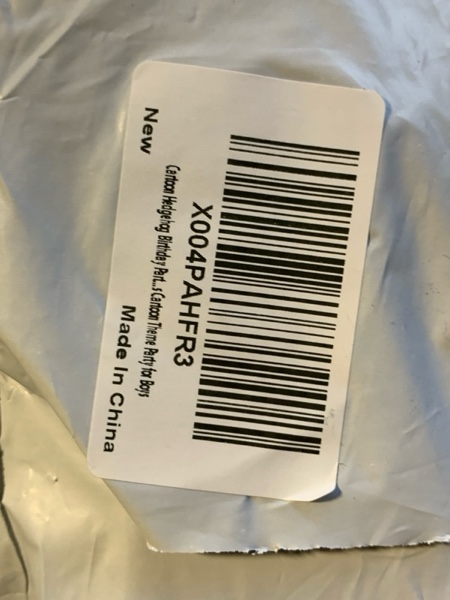 X004PAHFR3
Cartoon Hedgehog Birthday Part...s Cartoon Theme Party for Boys
New
Made In China